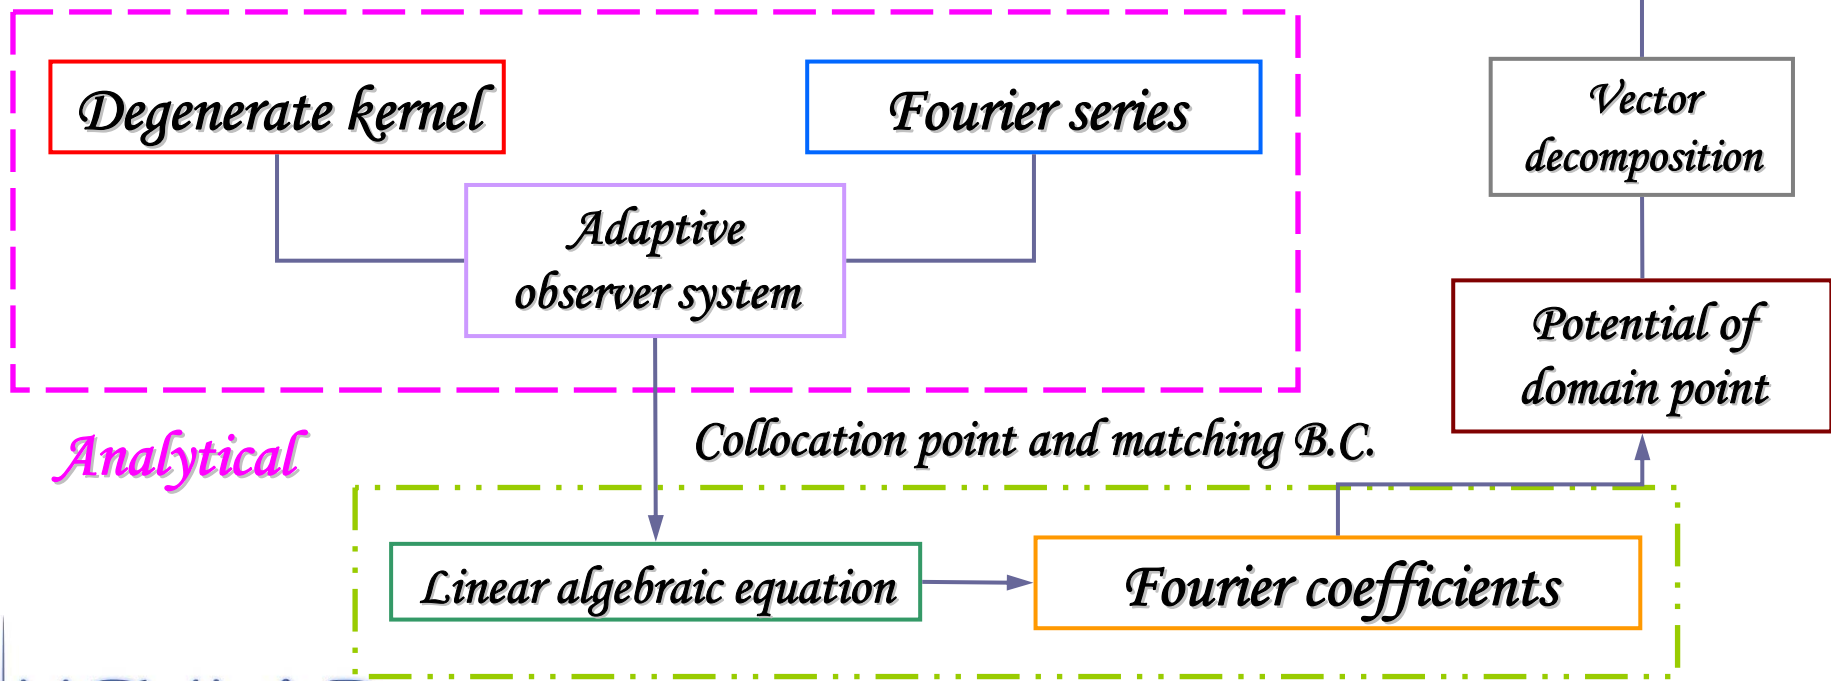 Degenerate kernel
Fourier series
Vector
decomposition
Adaptive
observer system
Potential of
domain point
Collocation point and matching B.C.
Analytical
Linear algebraic equation
Fourier coefficients